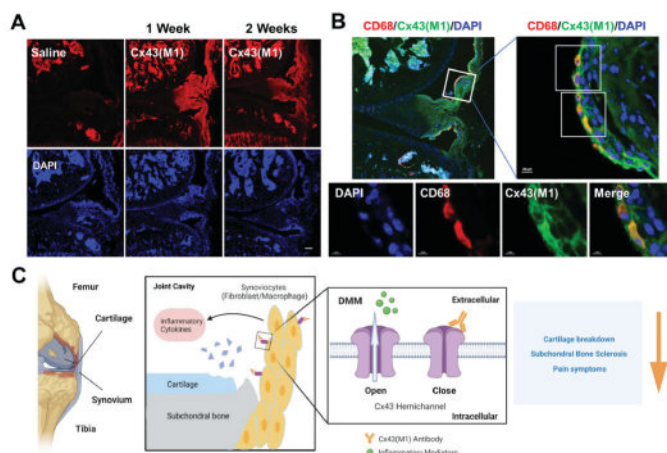 A
1 Week
2 Weeks
Saline
Cx43(M1)
Cx43(M1)
DAPI
B
CD68/Cx43(M1)/DAPI
CD68/Cx43(M1)/DAPI
DAPI
CD68
Cx43(M1)
Merge
C
Femur
Cartilage
Synovium
Tibia
Joint Cavity
Synoviocytes
(Fibroblast/Macrophage)
Inflammatory
Cytokines
Cartilage
Subchondral bone
DMM
Extracellular
Open
Close
Cx43 Hemichannel
Intracellular
Cx43(M1) Antibody
Inflammatory Mediators
Cartilage breakdown
Subchondral Bone Sclerosis
Pain symptoms